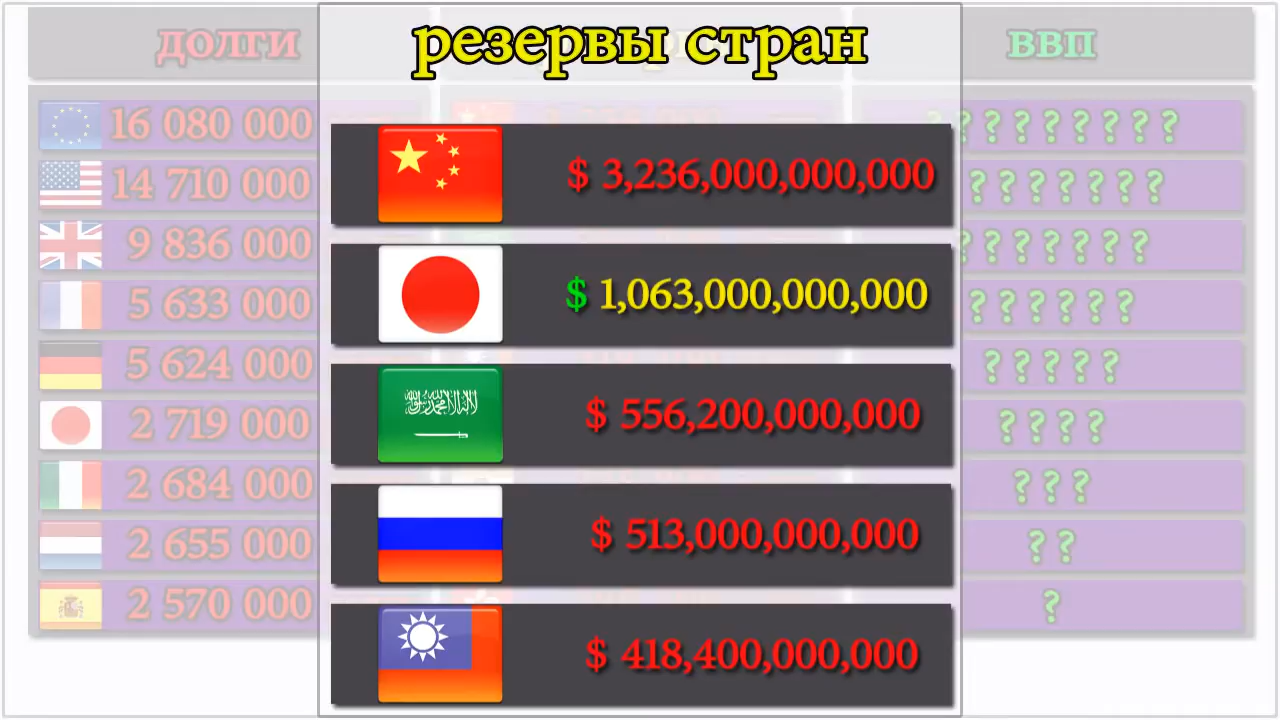 резервы стран
долги
ввп
$ 3,236,000,000,000
$ 1,063,000,000,000
$ 556,200,000,000
$ 513,000,000,000
$ 418,400,000,000
16 080 000
14 710 000
9 836 000
5 633 000
5 624 000
2 719 000
2 684 000
2 655 000
2 570 000
? ? ? ? ? ? ? ?
? ? ? ? ? ? ?
? ? ? ? ? ? ?
? ? ? ? ? ?
? ? ? ? ?
? ? ? ?
? ? ?
? ?
?